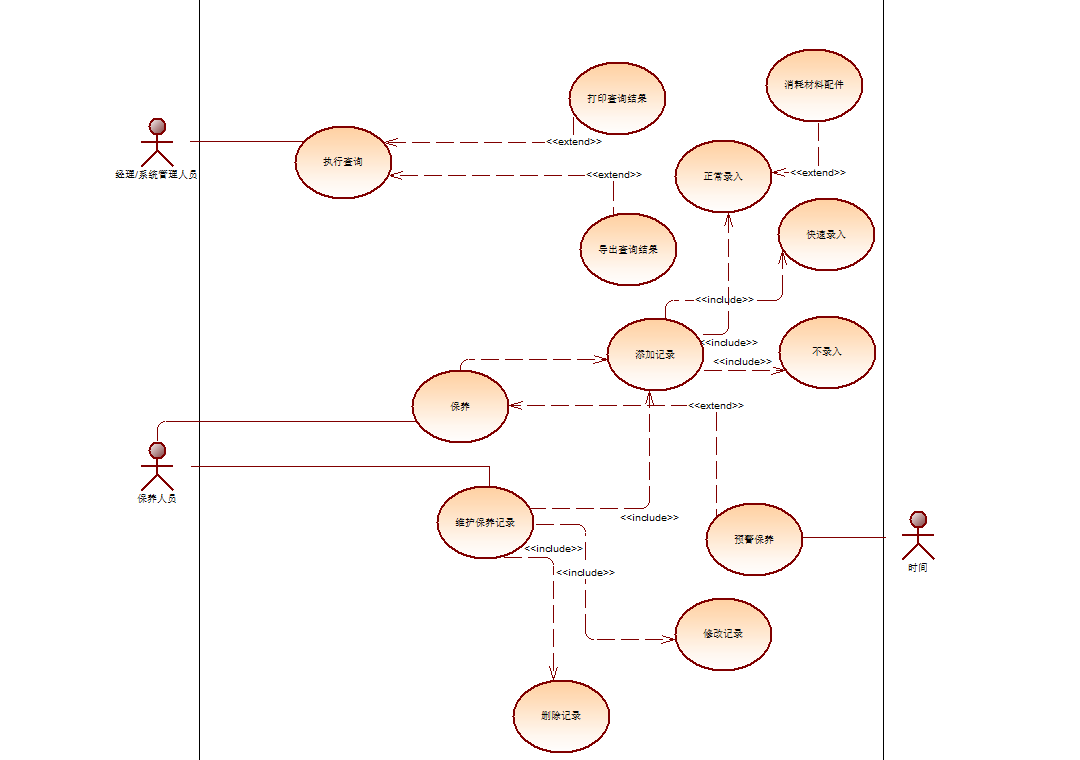 消耗材料配件
打印查询结果
<<extend>>
执行查询
经理/系统管理人员
<<extend>>
正常录入
<<extend>>
快速录入
导出查询结果
<<include>>
<<include>>
添加记录
<<include>>
不录入
保养
<<extend>>
保养人员
维护保养记录
<<include>>
预警保养
<<include>>
时间
<<include>>
修改记录
删除记录